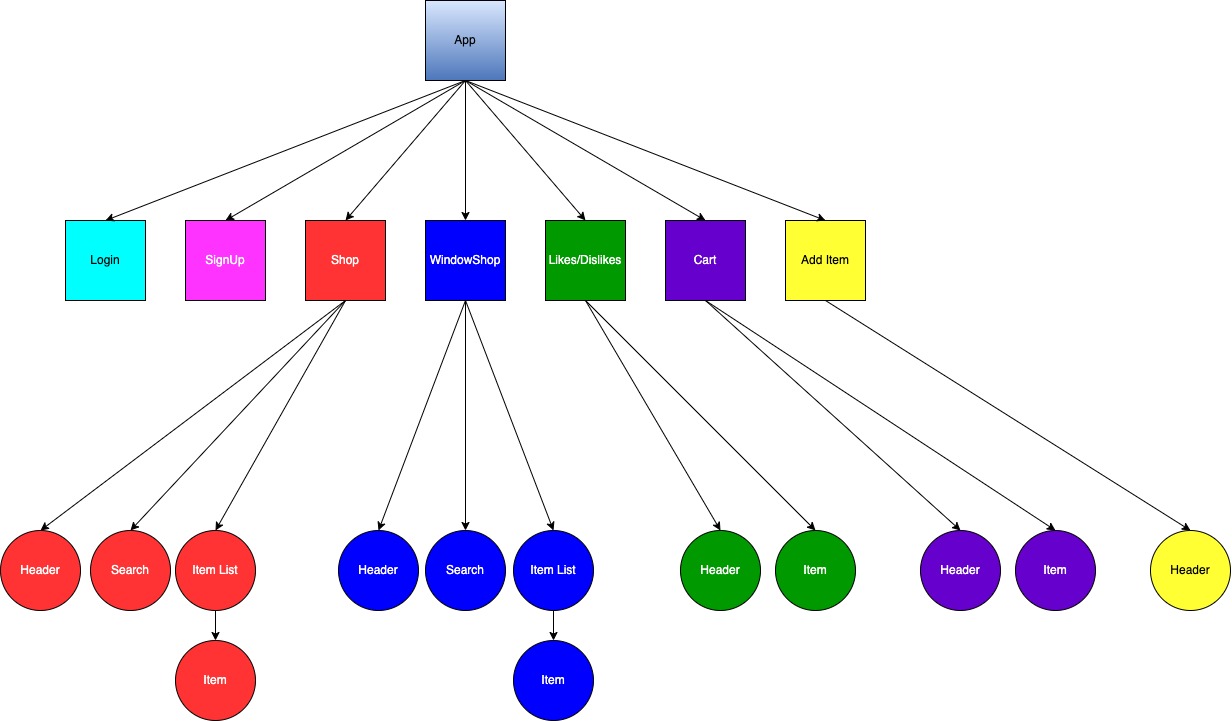 App
Login
SignUp
Shop
WindowShop
Likes/Dislikes
Cart
Add Item
Header
Search
Item List
Header
Search
Item List
Header
Item
Header
Item
Header
Item
Item